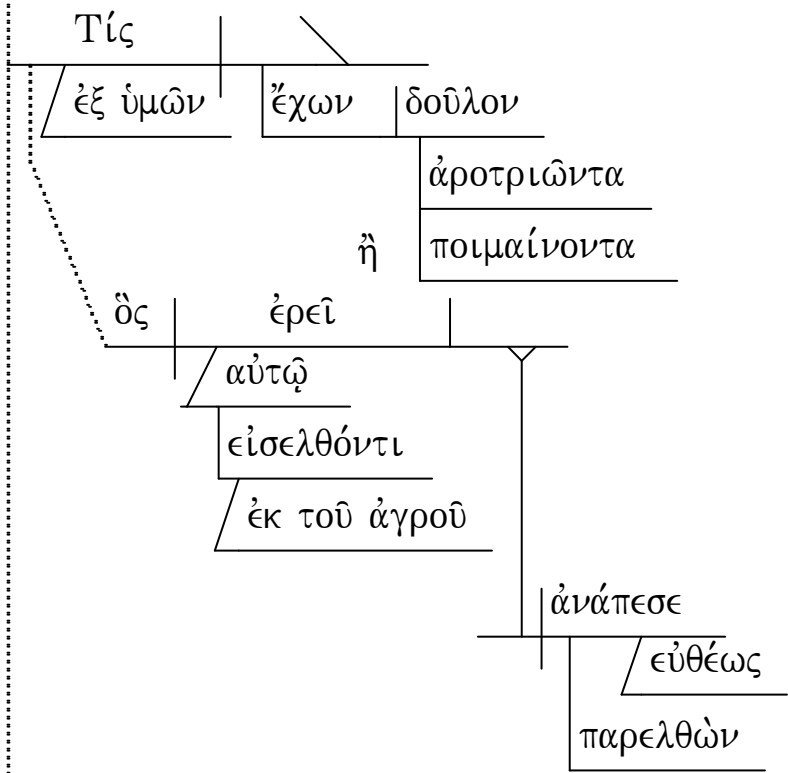 Τίς
ἐξ ὑμῶν ἔχων δοῦλον
ἀροτριῶντα
ἢ ποιμαίνοντα
ὃς ἐρεῖ
αὐτῷ
εἰσελθόντι
ἐκ τοῦ ἀγροῦ
ἀνάπεσε
εὐθέως
παρελθὼν